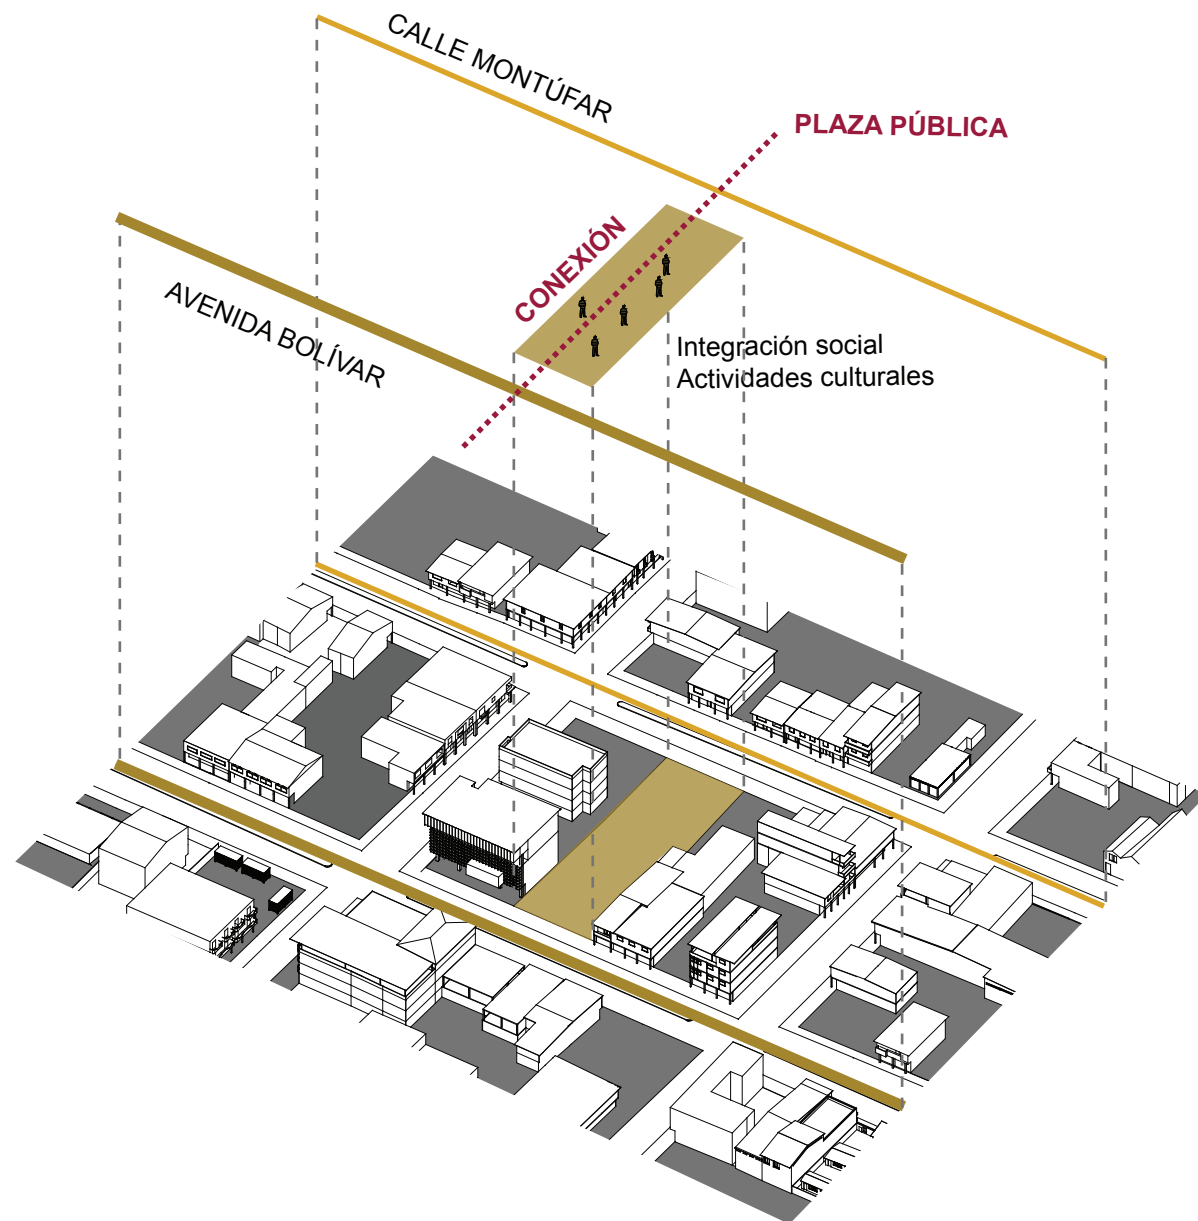 CALLE MONTÚFAR
PLAZA PÚBLICA
CONEXIÓN
AVENIDA BOLÍVAR
Integración social
Actividades culturales